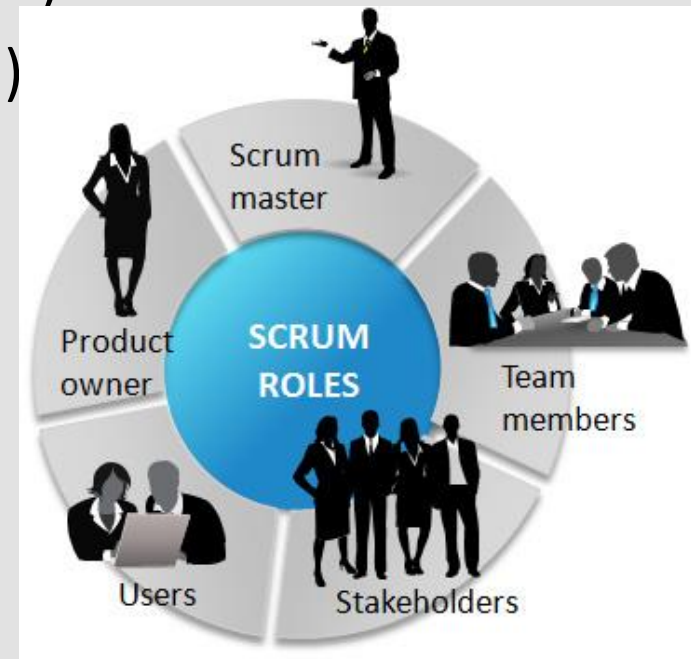 )
Scrum
master
Product
owner
SCRUM
ROLES
Team
members
Users
Stakeholders